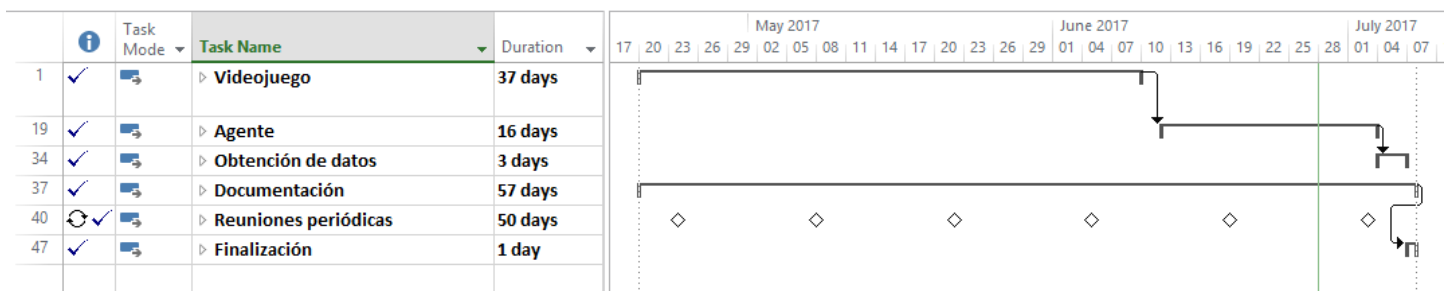 Task Mode Task Name Duration May 2017 June 2017 July 2017
17 20 23 26 29 02 05 08 11 14 17 20 23 26 29 01 04 07 10 13 16 19 22 25 28 01 04 07
1 Videojuego 37 days
19 Agente 16 days
34 Obtención de datos 3 days
37 Documentación 57 days
40 Reuniones periódicas 50 days
47 Finalización 1 day